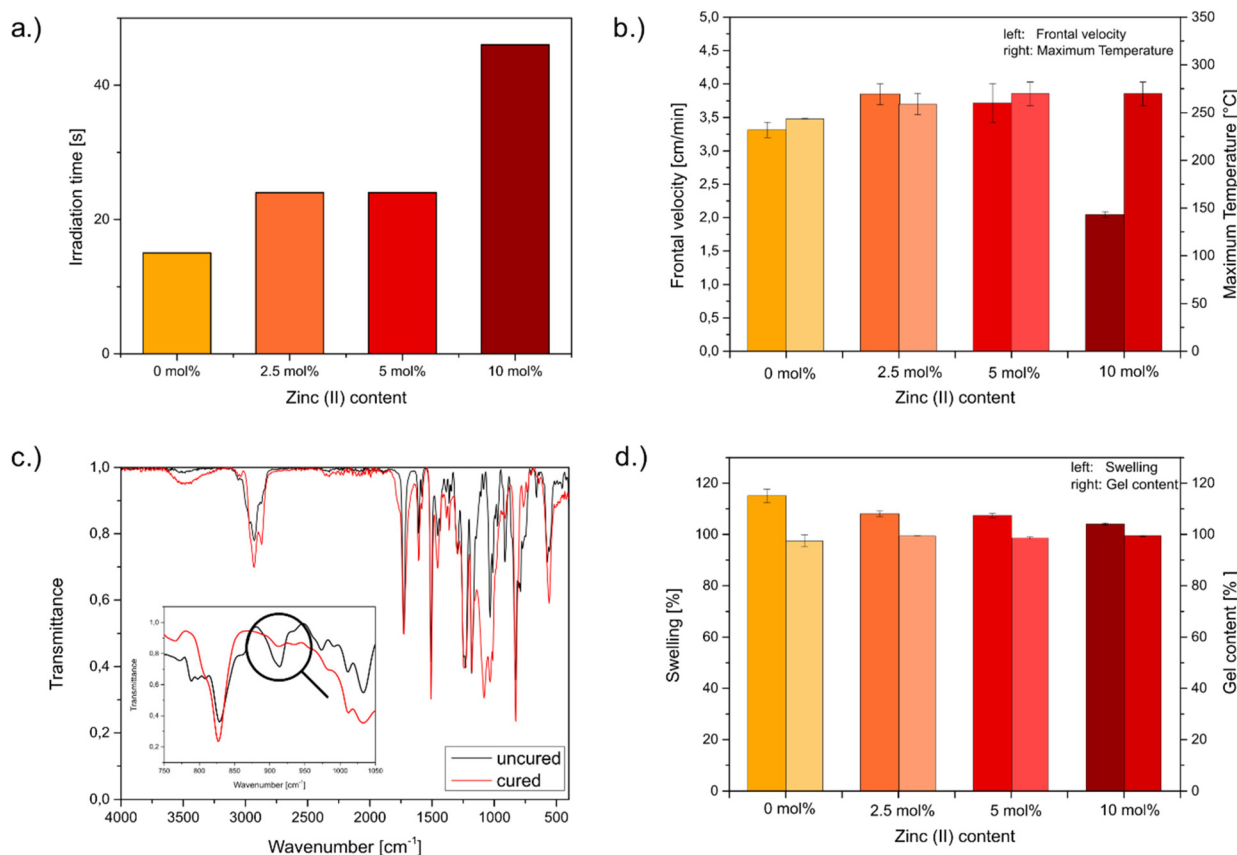 a.)
Irradiation time [s]
40
20
0
0 mol%
2.5 mol%
5 mol%
10 mol%
Zinc (II) content
b.)
left: Frontal velocity
right: Maximum Temperature
Frontal velocity [cm/min]
5,0
4,5
4,0
3,5
3,0
2,5
2,0
1,5
1,0
0,5
0,0
Maximum Temperature [°C]
350
300
250
200
150
100
50
0
0 mol%
2.5 mol%
5 mol%
10 mol%
Zinc (II) content
c.)
Transmittance
1,0
0,8
0,6
0,4
0,2
0,0
4000
3500
3000
2500
2000
1500
1000
500
Wavenumber [cm-1]
Transmittance
1,0
0,8
0,6
0,4
0,2
750
800
850
900
950
1000
1050
Wavenumber [cm-1]
uncured
cured
d.)
left: Swelling
right: Gel content
Swelling [%]
120
100
80
60
40
20
0
Gel content [%]
120
100
80
60
40
20
0
0 mol%
2.5 mol%
5 mol%
10 mol%
Zinc (II) content